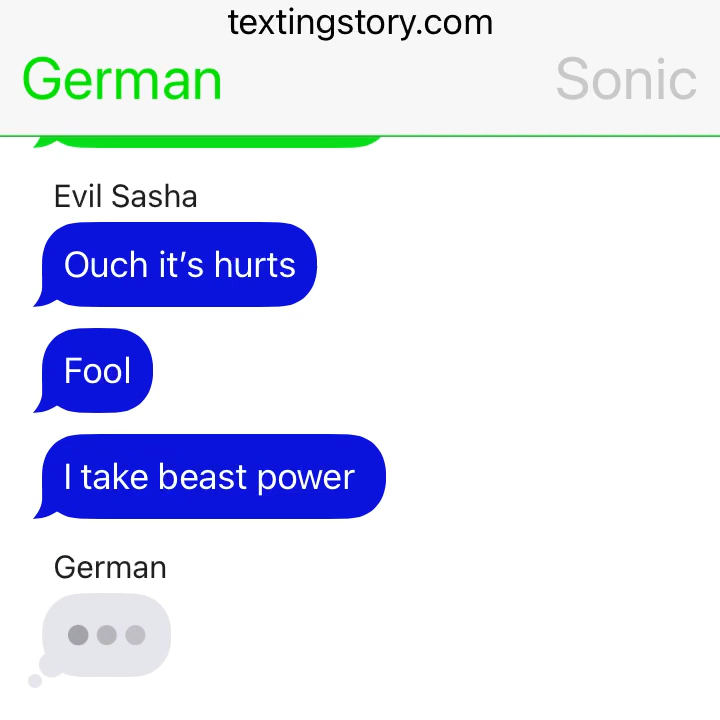 textingstory.com
German
Sonic
Evil Sasha
Ouch it’s hurts
Fool
I take beast power
German